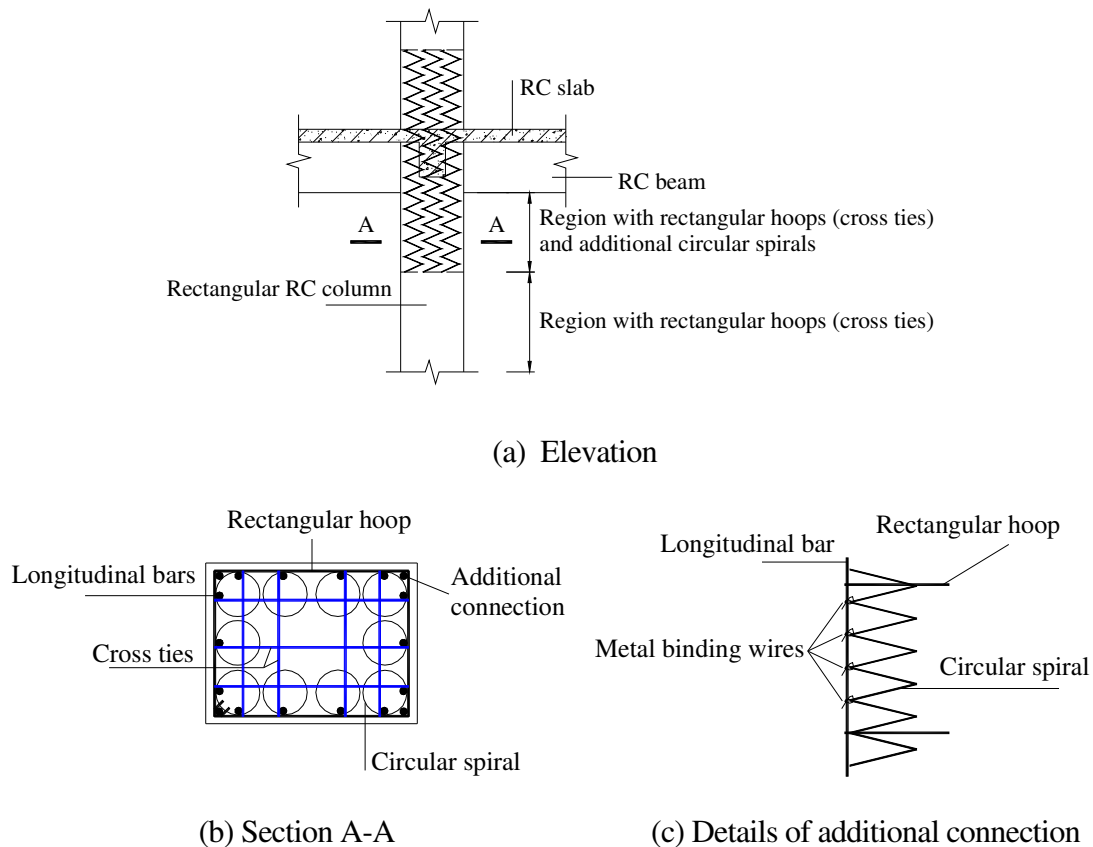 RC slab
RC beam
A
A
Region with rectangular hoops (cross ties)
and additional circular spirals
Rectangular RC column
Region with rectangular hoops (cross ties)
(a) Elevation
Rectangular hoop
Longitudinal bars
Additional
connection
Cross ties
Circular spiral
(b) Section A-A
Rectangular hoop
Longitudinal bar
Metal binding wires
Circular spiral
(c) Details of additional connection